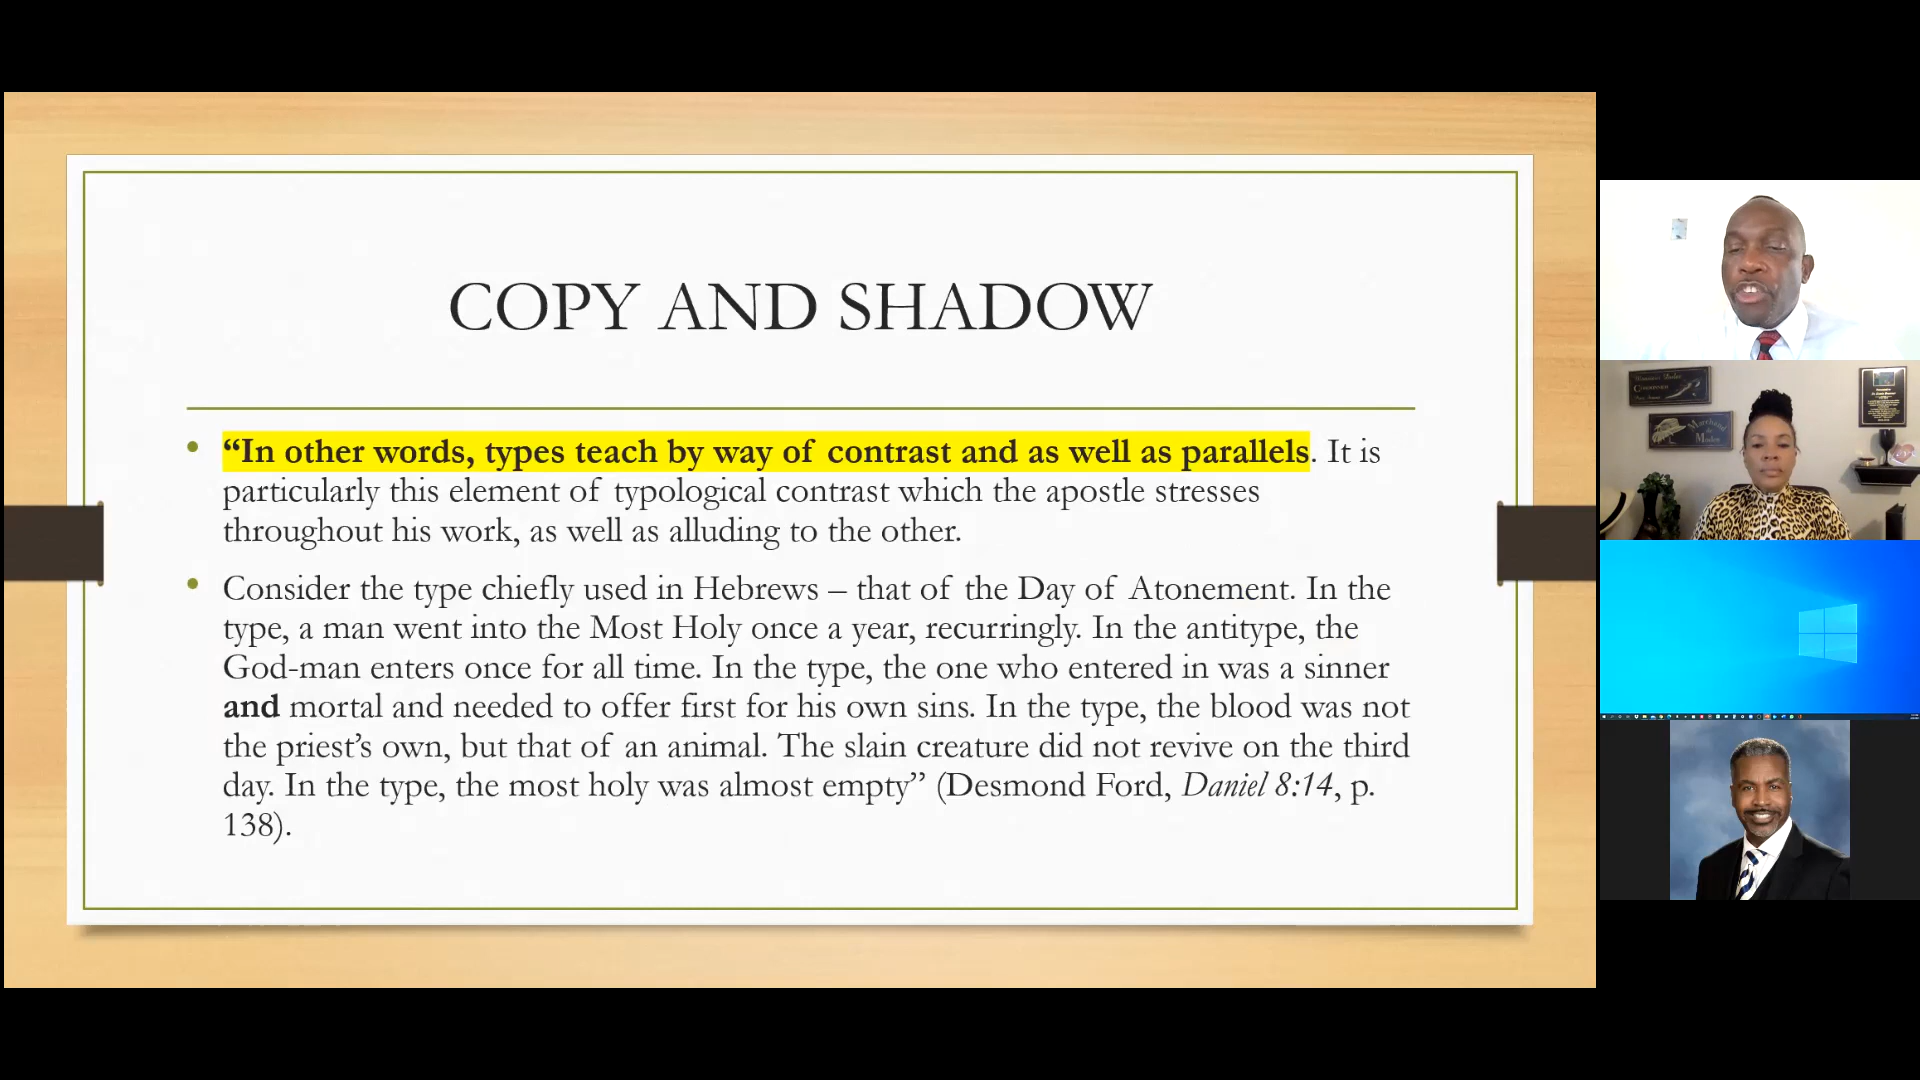 COPY AND SHADOW
• “In other words, types teach by way of contrast and as well as parallels. It is
particularly this element of typological contrast which the apostle stresses
throughout his work, as well as alluding to the other.
• Consider the type chiefly used in Hebrews – that of the Day of Atonement. In the
type, a man went into the Most Holy once a year, recurringly. In the antitype, the
God-man enters once for all time. In the type, the one who entered in was a sinner
and mortal and needed to offer first for his own sins. In the type, the blood was not
the priest’s own, but that of an animal. The slain creature did not revive on the third
day. In the type, the most holy was almost empty” (Desmond Ford, Daniel 8:14, p.
138).